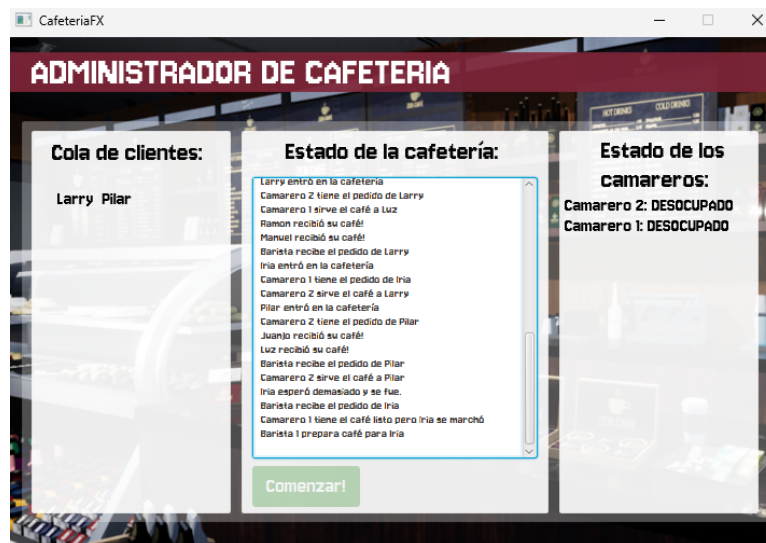 CafeteriaFX
ADMINISTRADOR DE CAFETERIA
Cola de clientes:
Larry Pilar
Estado de la cafetería:
Larry entró en la cafetería
Camarero 2 tiene el pedido de Larry
Camarero 1 sirve el café a Luz
Ramon recibió su café!
Manuel recibió su café!
Barista recibe el pedido de Larry
Iria entró en la cafetería
Camarero 1 tiene el pedido de Iria
Camarero 2 sirve el café a Larry
Pilar entró en la cafetería
Camarero 2 tiene el pedido de Pilar
Juanjo recibió su café!
Luz recibió su café!
Barista recibe el pedido de Pilar
Camarero 2 sirve el café a Pilar
Iria esperó demasiado y se fue.
Barista recibe el pedido de Iria
Camarero 1 tiene el café listo pero Iria se marchó
Barista 1 prepara café para Iria
Comenzar!
HOT DRINKS
COLD DRINKS
Estado de los
camareros:
Camarero 2: DESOCUPADO
Camarero 1: DESOCUPADO